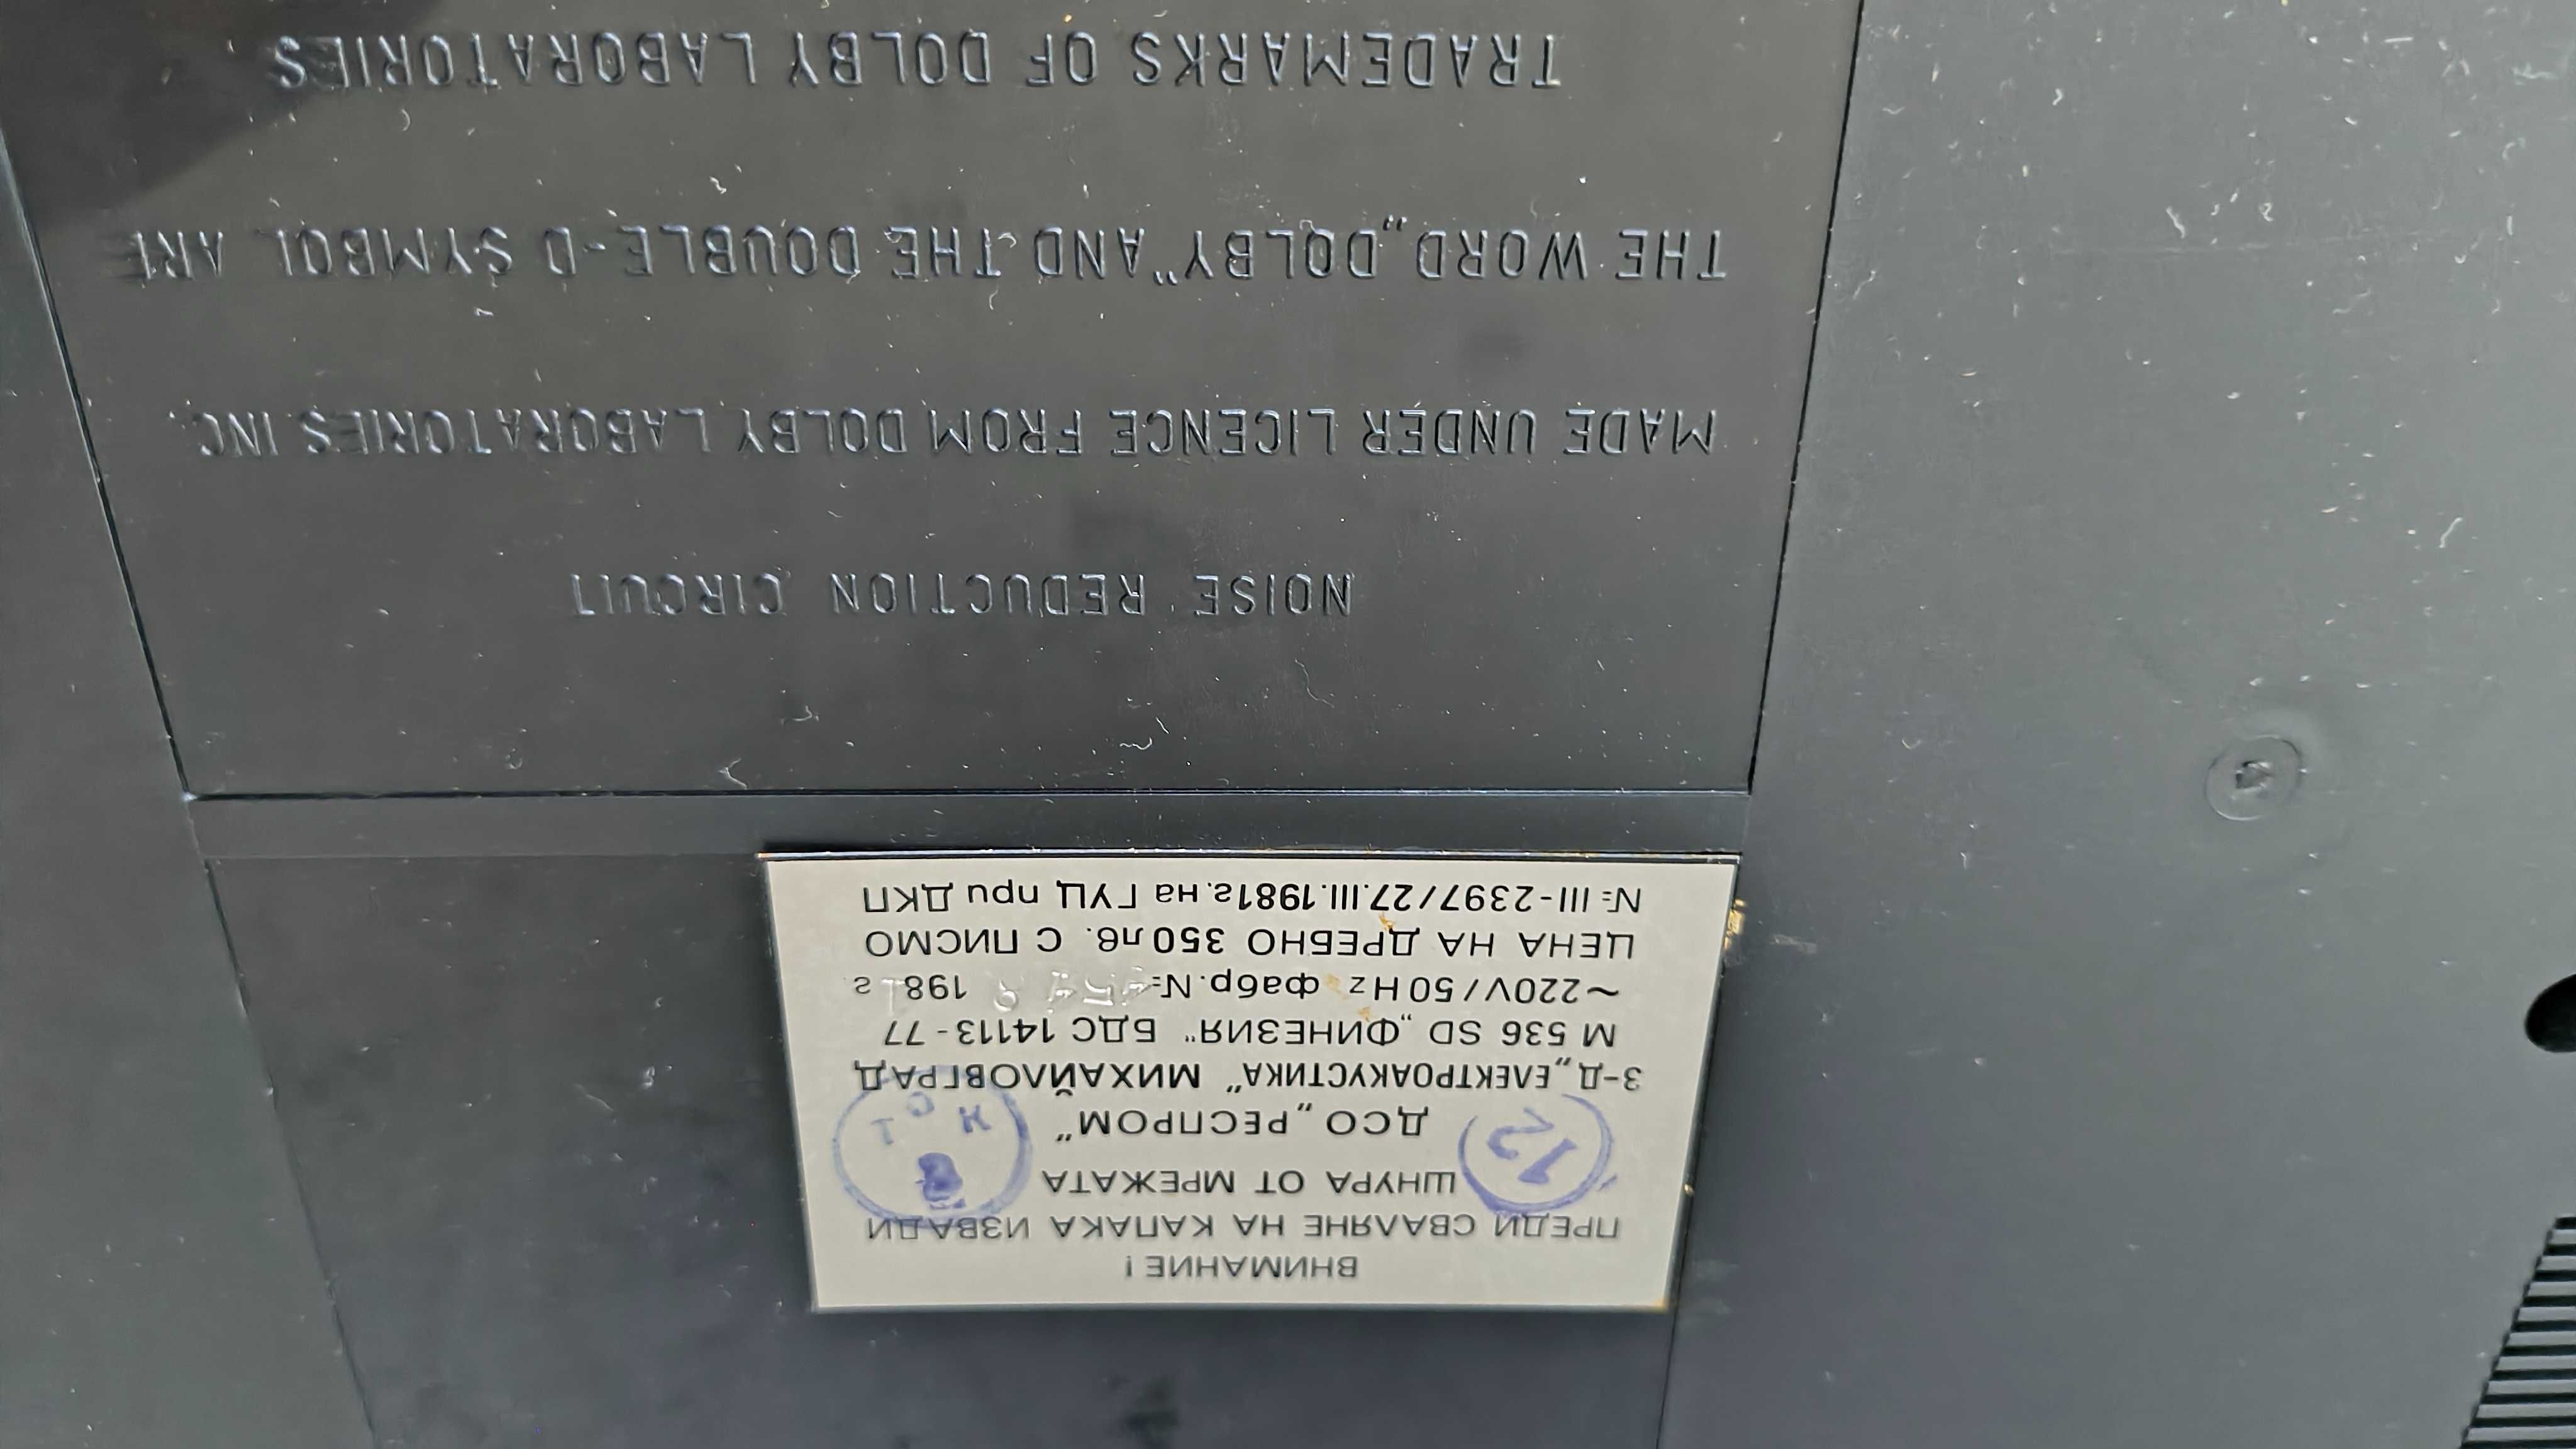 ВНИМАНИЕ!
ПРЕДИ СВАЛЯНЕ НА КАПАКА ИЗВАДИ
ШНУРА ОТ МРЕЖАТА
ДСО „РЕСПРОМ“
З-Д „ЕЛЕКТРОАКУСТИКА“ МИХАЙЛОВГРАД
М 536 SD „ФИНЕЗИЯ“ БДС 14113-77
~220V/50Hz фабр.№ 198 г.
ЦЕНА НА ДРЕБНО 350 лв. С ПИСМО
№ III-2397/27.III.1981г. на ГУЦ при ДКП
12
NOISE REDUCTION CIRCUIT
MADE UNDER LICENCE FROM DOLBY LABORATORIES INC.
THE WORD „DOLBY“ AND THE DOUBLE-D SYMBOL ARE
TRADEMARKS OF DOLBY LABORATORIES